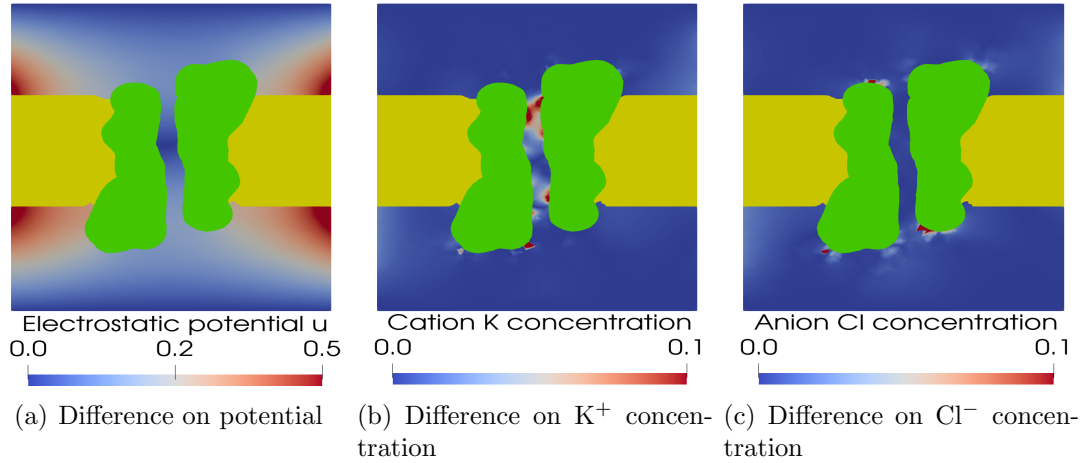 Electrostatic potential u
0.0 0.2 0.5
(a) Difference on potential
Cation K concentration
0.0 0.1
(b) Difference on K⁺ concen-
tration
Anion Cl concentration
0.0 0.1
(c) Difference on Cl⁻ concen-
tration